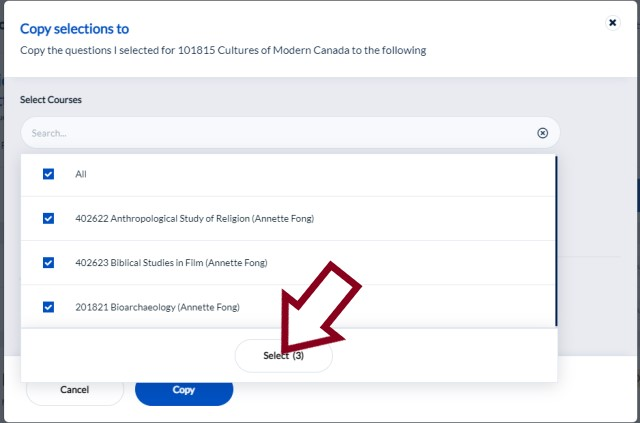 Copy selections to
Copy the questions I selected for 101815 Cultures of Modern Canada to the following
Select Courses
Search...
All
402622 Anthropological Study of Religion (Annette Fong)
402623 Biblical Studies in Film (Annette Fong)
201821 Bioarchaeology (Annette Fong)
Select (3)
Cancel
Copy